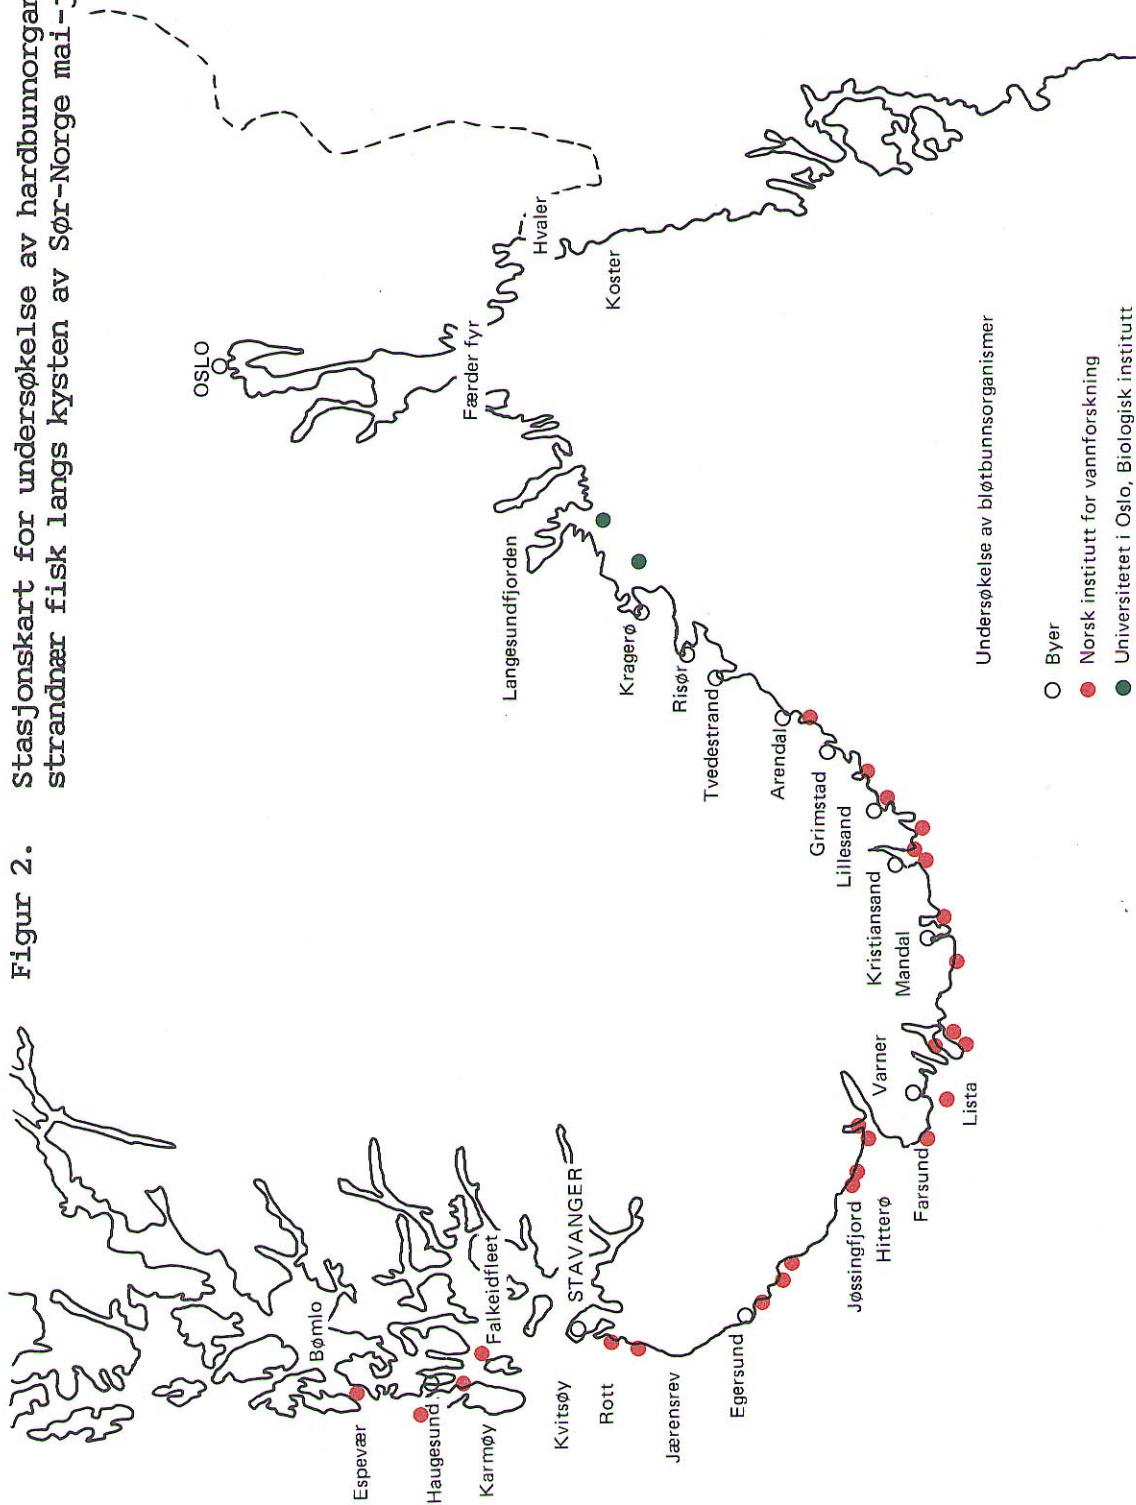 Figur 2. Stasjonskart for undersøkelse av
strandnær fisk langs kysten av Sør-Norge
OSLO
Hvaler
Færder fyr
Koster
Langesundfjorden
Kragerø
Risør
Tvedestrand
Arendal
Grimstad
Lillesand
Kristiansand
Mandal
Varner
Lista
Farsund
Hitterø
Jøssingfjord
Egersund
Jærensrev
Rott
Kvitsøy
STAVANGER
Falkeidfleet
Bømlo
Karmøy
Haugesund
Espevær
Undersøkelse av bløtbunnsorganismer
Byer
Norsk institutt for vannforskning
Universitetet i Oslo, Biologisk institutt